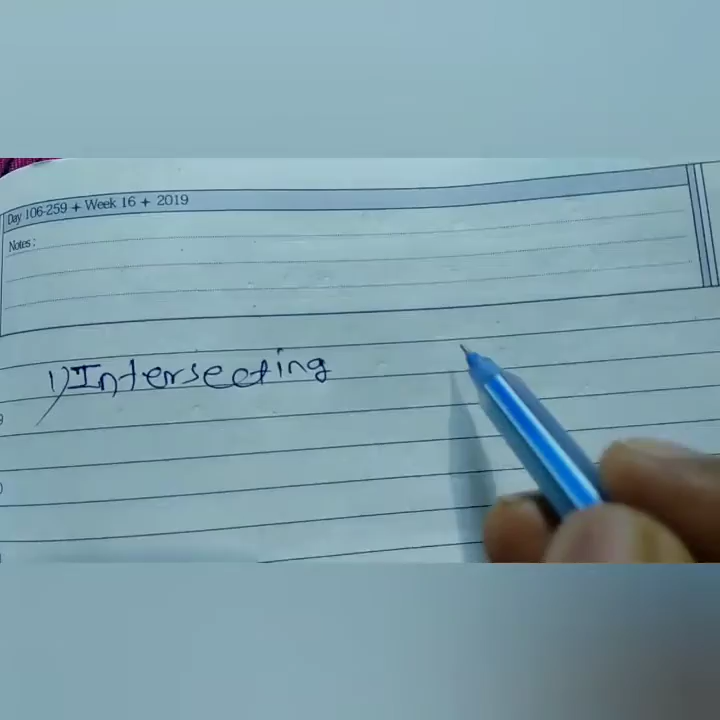 Day 106-259 + Week 16 + 2019
Notes :
1) Intersecting